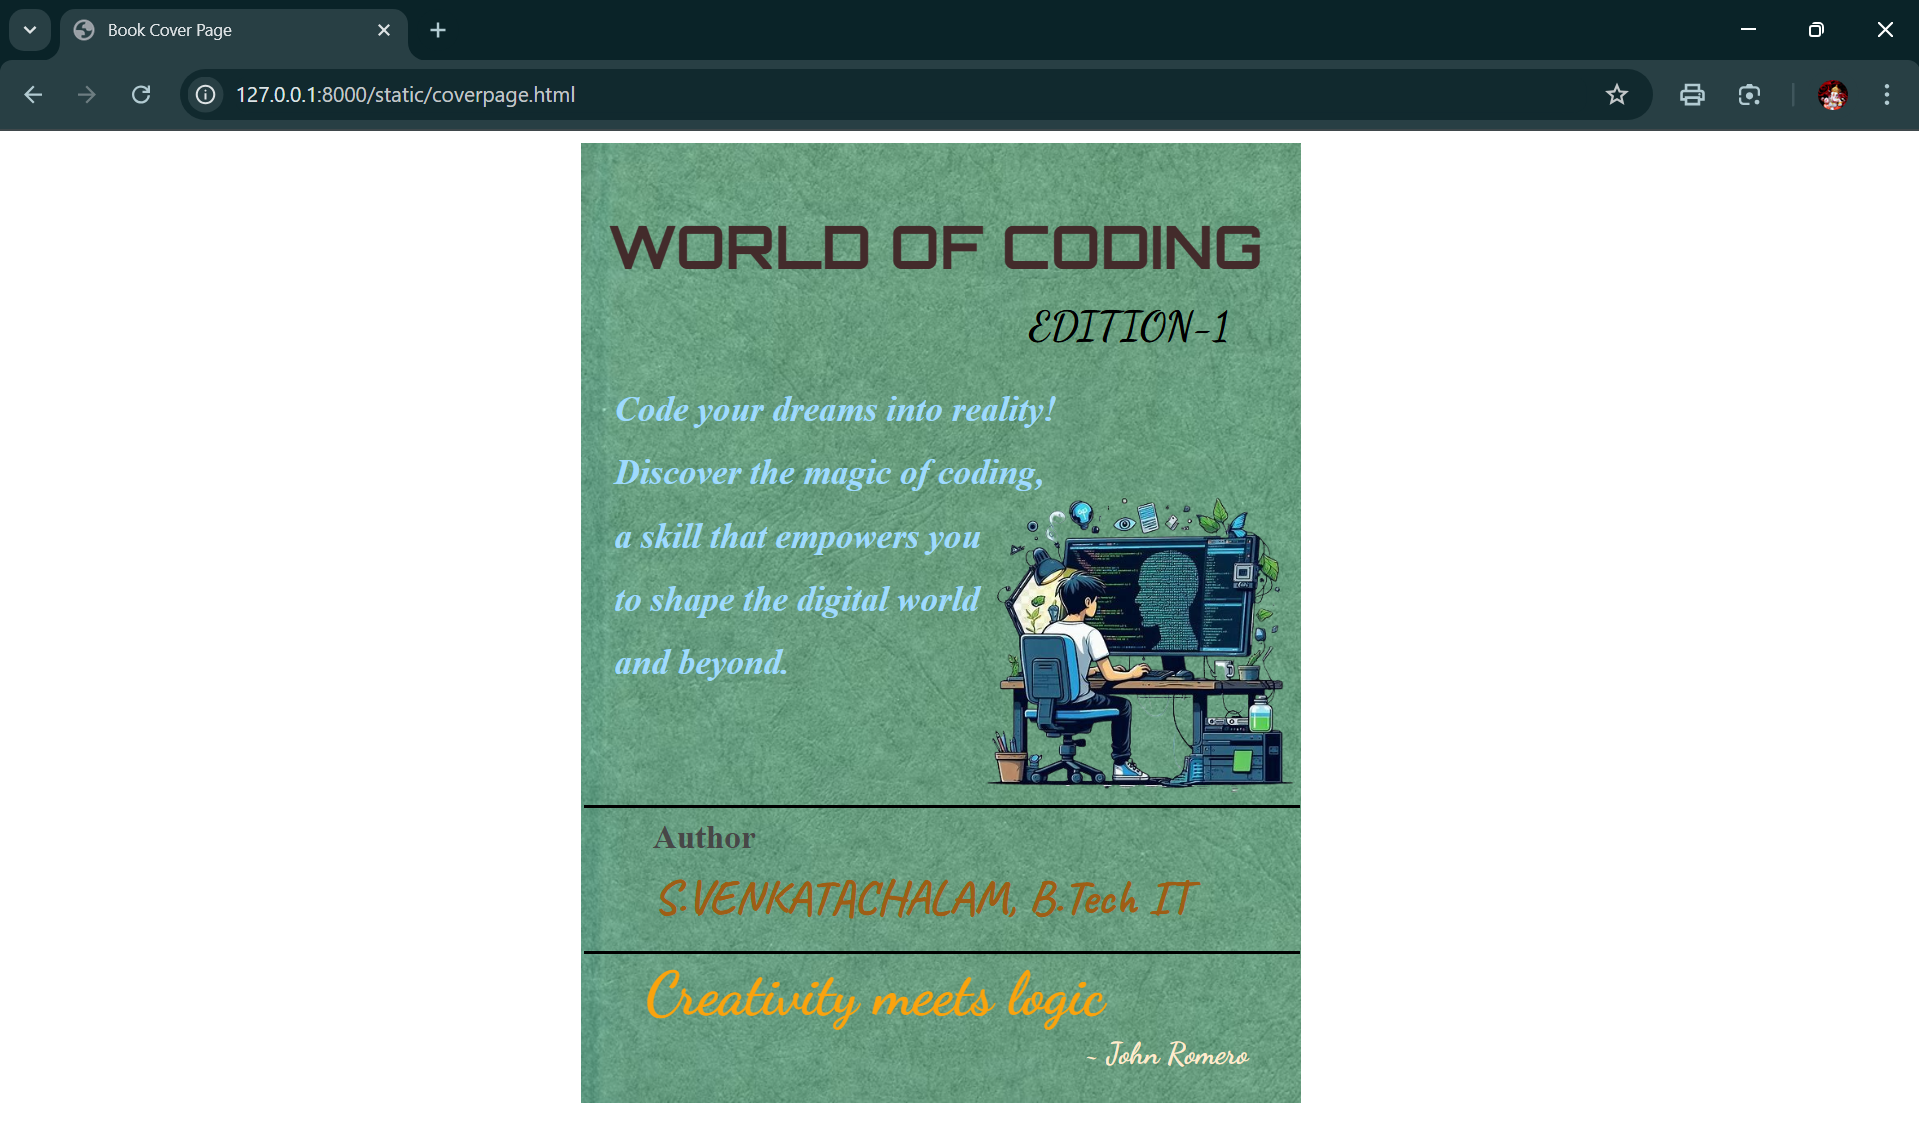 Book Cover Page
127.0.0.1:8000/static/coverpage.html
WORLD OF CODING
EDITION-1
Code your dreams into reality!
Discover the magic of coding,
a skill that empowers you
to shape the digital world
and beyond.
Author
S.VENKATACHALAM, B.Tech IT
Creativity meets logic
~ John Romero